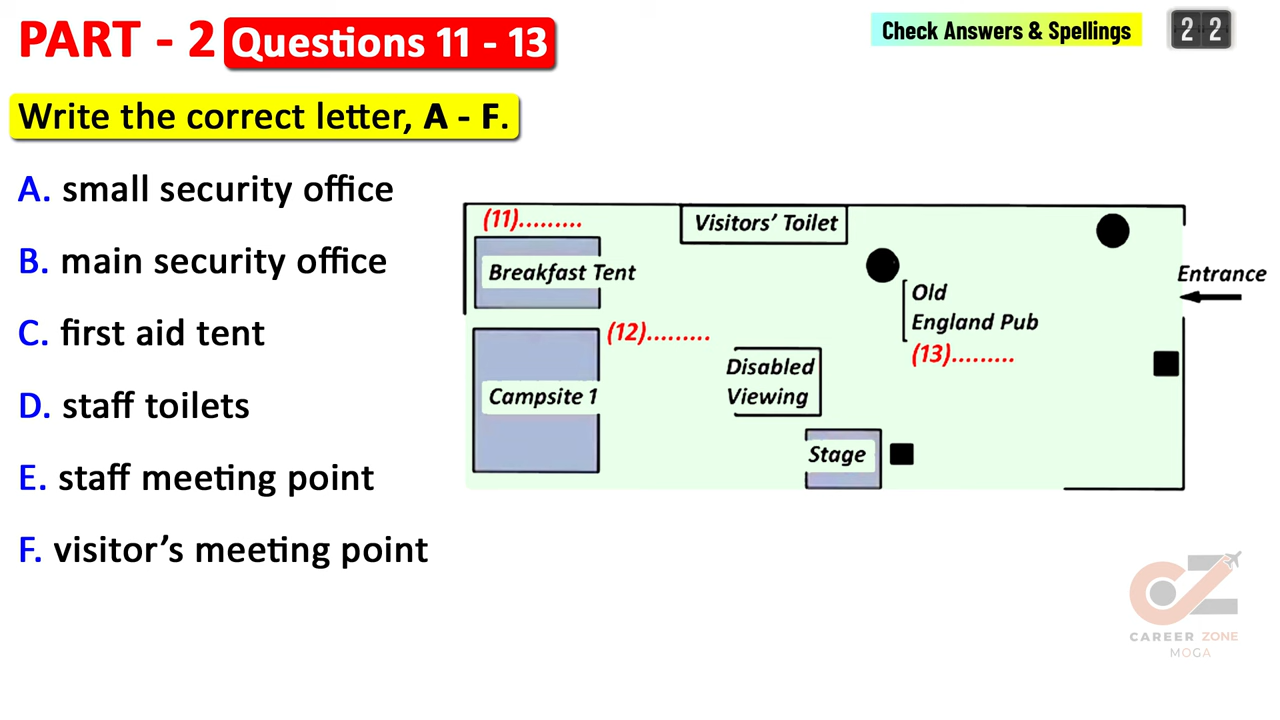 PART - 2 Questions 11 - 13
Check Answers & Spellings
22
Write the correct letter, A - F.
A. small security office
B. main security office
C. first aid tent
D. staff toilets
E. staff meeting point
F. visitor’s meeting point
(11).........
Visitors’ Toilet
Breakfast Tent
Entrance
Old
England Pub
(12).........
(13).........
Disabled
Viewing
Campsite 1
Stage
CAREER ZONE
MOGA